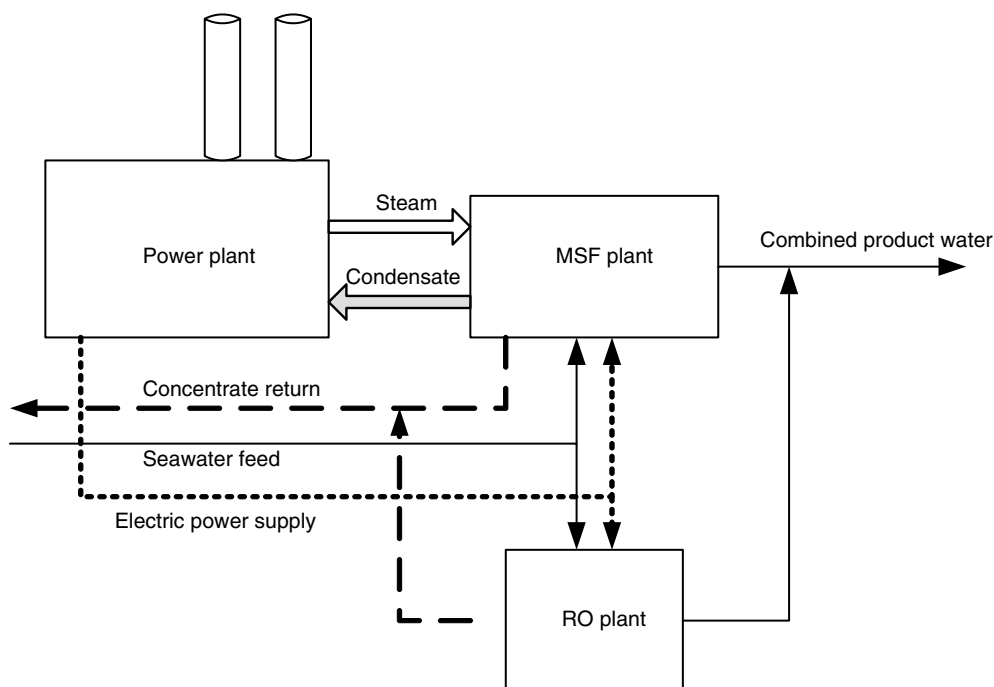 Steam
Combined product water
Power plant
MSF plant
Condensate
Concentrate return
Seawater feed
Electric power supply
RO plant